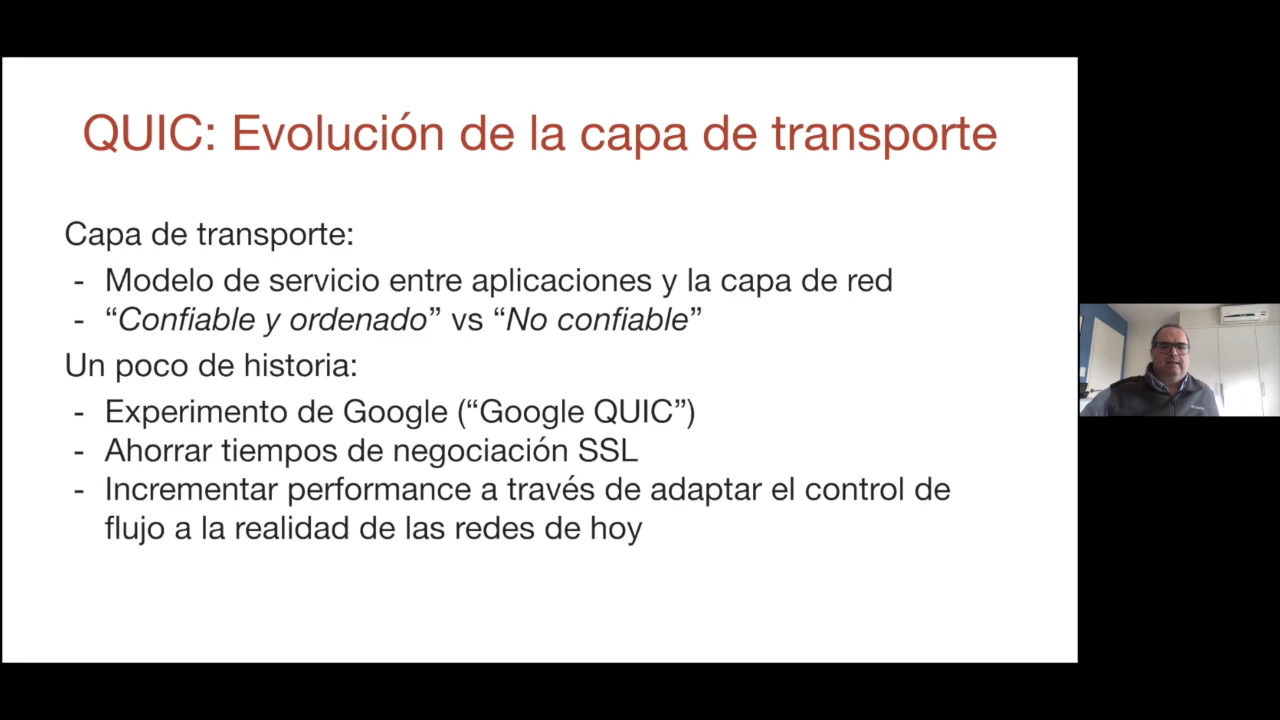 QUIC: Evolución de la capa de transporte
Capa de transporte:
- Modelo de servicio entre aplicaciones y la capa de red
- “Confiable y ordenado” vs “No confiable”
Un poco de historia:
- Experimento de Google (“Google QUIC”)
- Ahorrar tiempos de negociación SSL
- Incrementar performance a través de adaptar el control de
flujo a la realidad de las redes de hoy